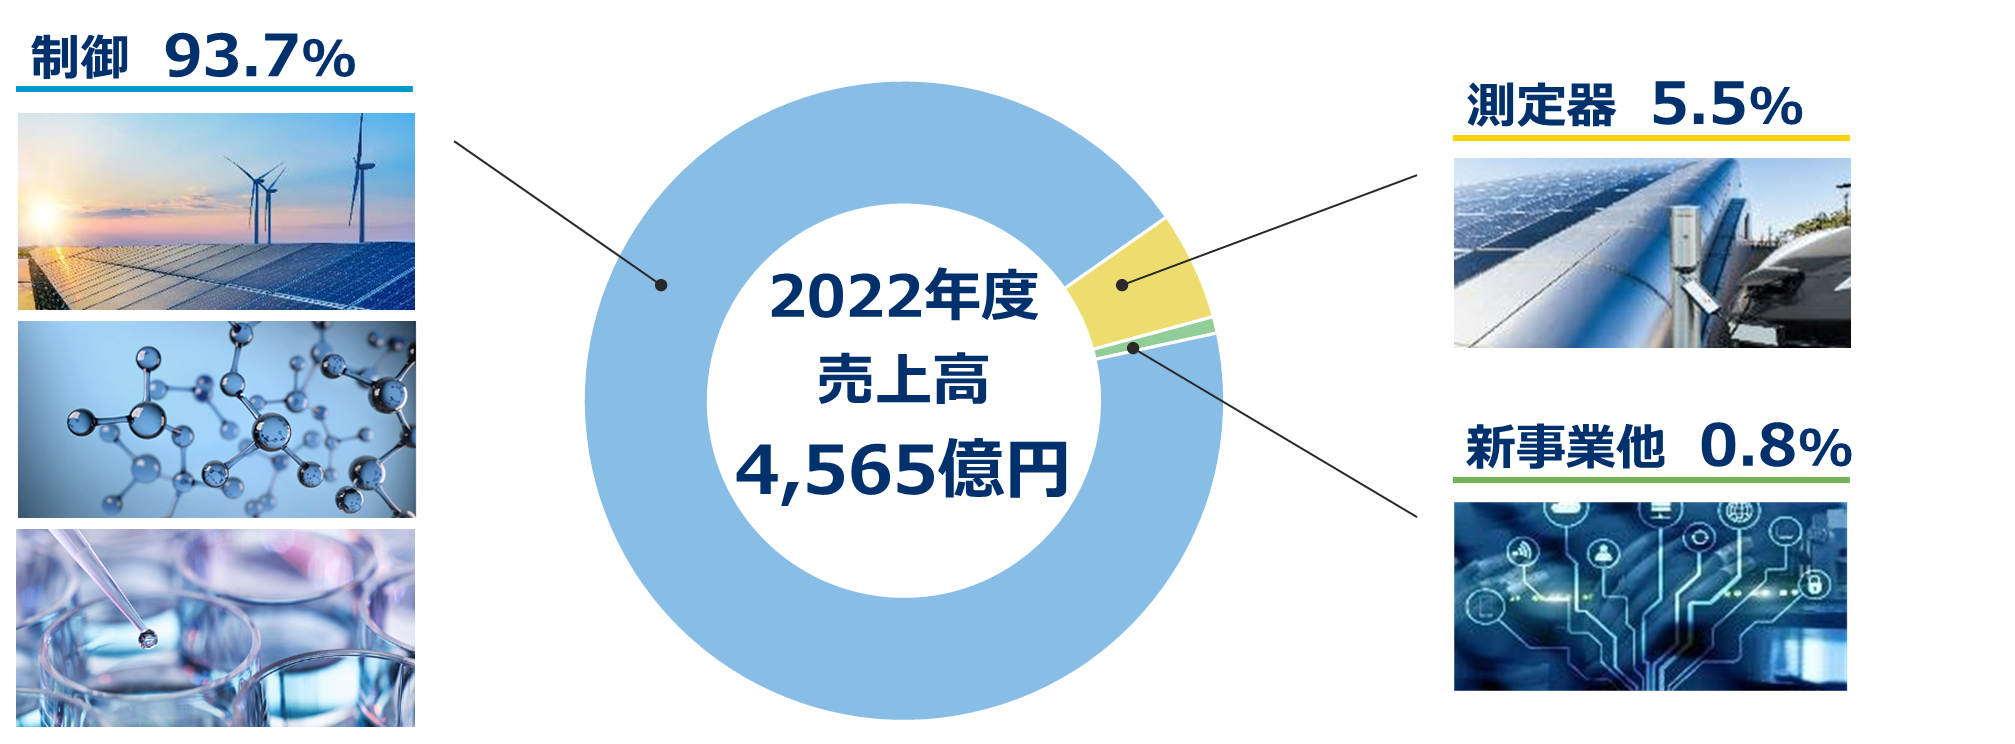 制御 93.7%
2022年度
売上高
4,565億円
測定器 5.5%
新事業他 0.8%